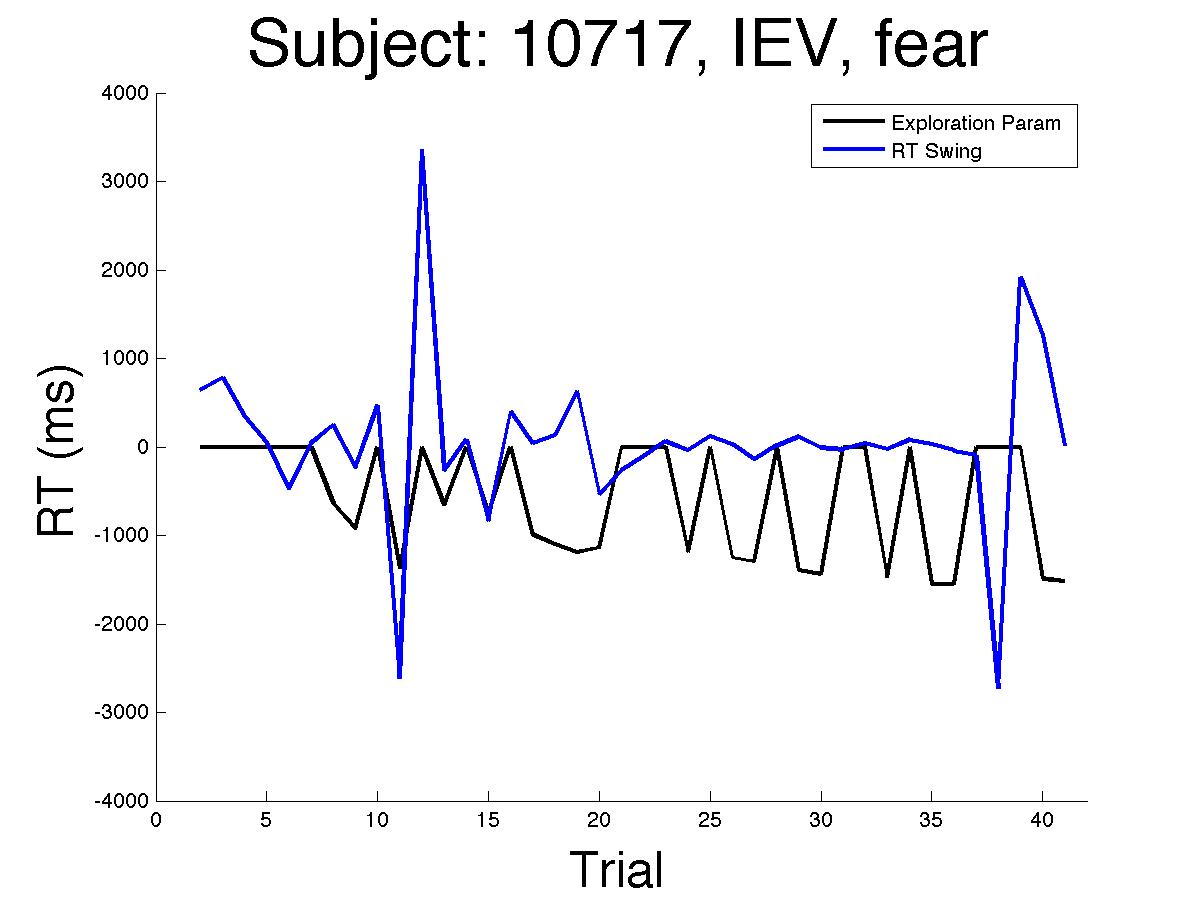 Subject: 10717, IEV, fear
4000
3000
2000
1000
0
-1000
-2000
-3000
-4000
RT (ms)
Exploration Param
RT Swing
0 5 10 15 20 25 30 35 40
Trial